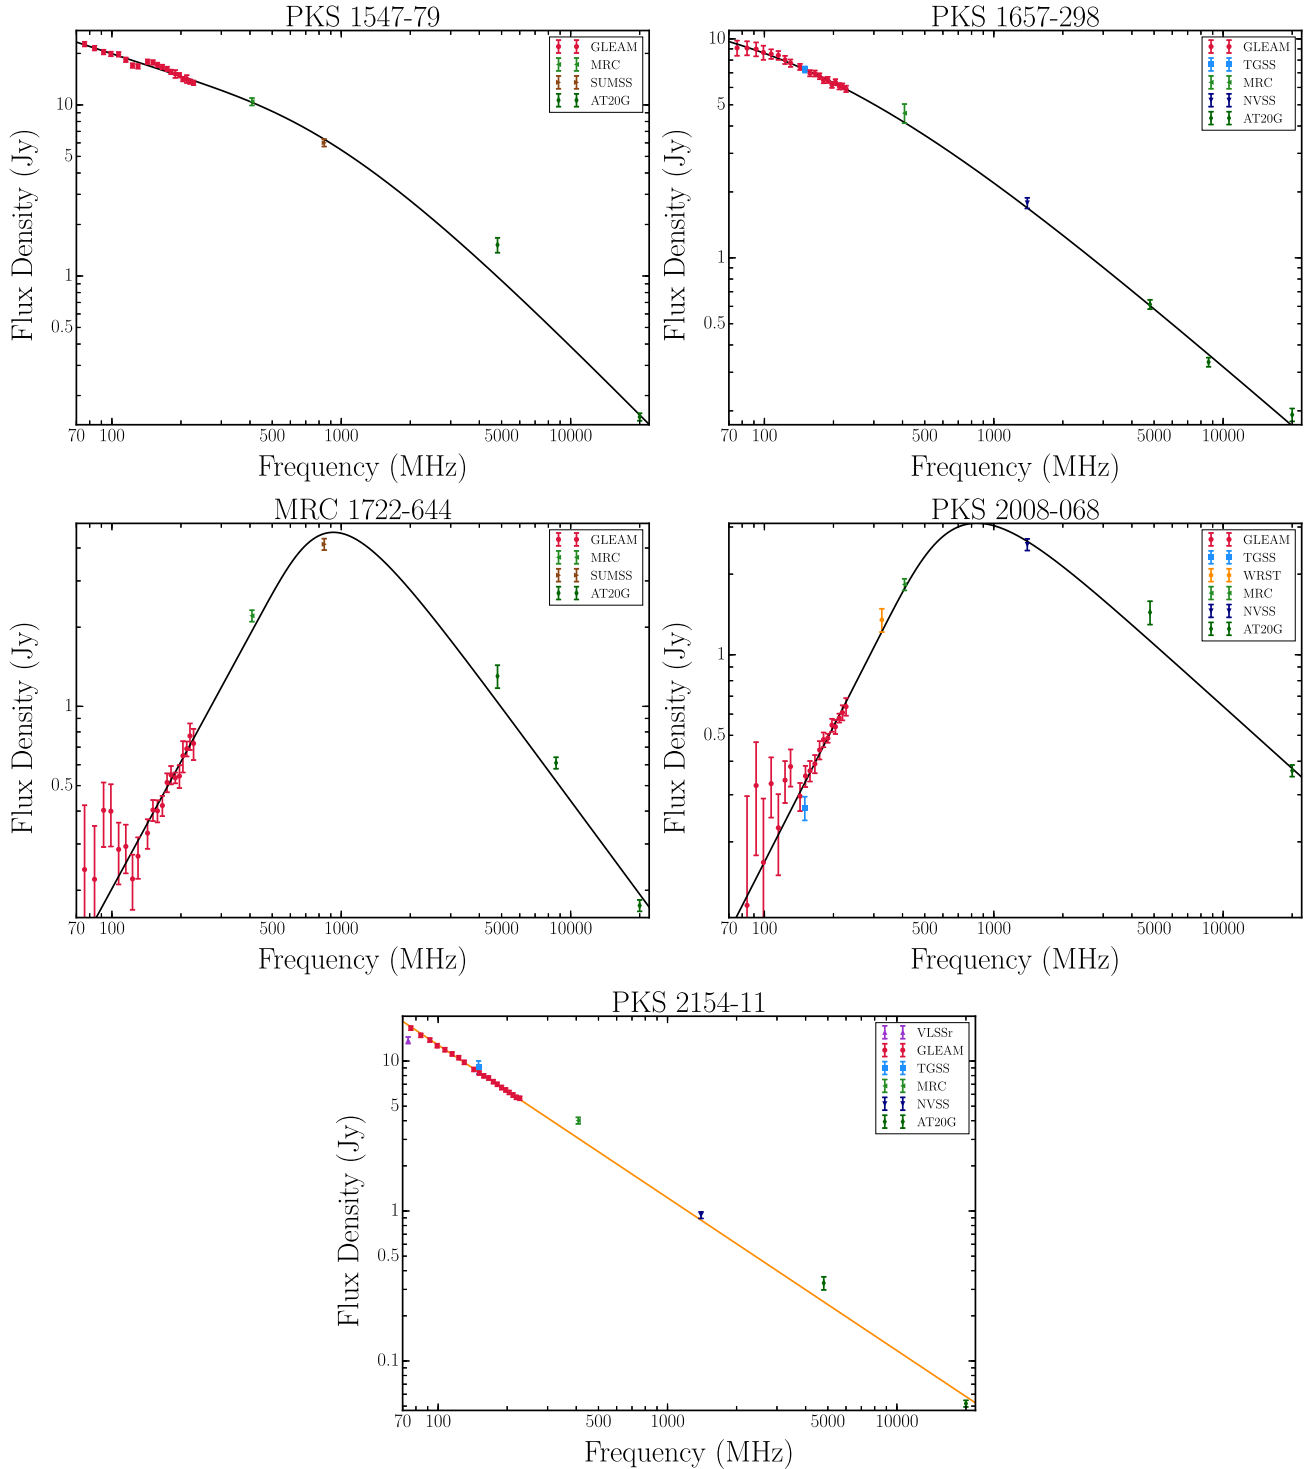 PKS 1547-79
Flux Density (Jy)
10
5
1
0.5
70 100 500 1000 5000 10000
Frequency (MHz)
GLEAM
MRC
SUMSS
AT20G
PKS 1657-298
Flux Density (Jy)
10
5
1
0.5
70 100 500 1000 5000 10000
Frequency (MHz)
GLEAM
TGSS
MRC
NVSS
AT20G
MRC 1722-644
Flux Density (Jy)
1
0.5
70 100 500 1000 5000 10000
Frequency (MHz)
GLEAM
MRC
SUMSS
AT20G
PKS 2008-068
Flux Density (Jy)
1
0.5
70 100 500 1000 5000 10000
Frequency (MHz)
GLEAM
TGSS
WRST
MRC
NVSS
AT20G
PKS 2154-11
Flux Density (Jy)
10
5
1
0.5
0.1
70 100 500 1000 5000 10000
Frequency (MHz)
VLSSr
GLEAM
TGSS
MRC
NVSS
AT20G